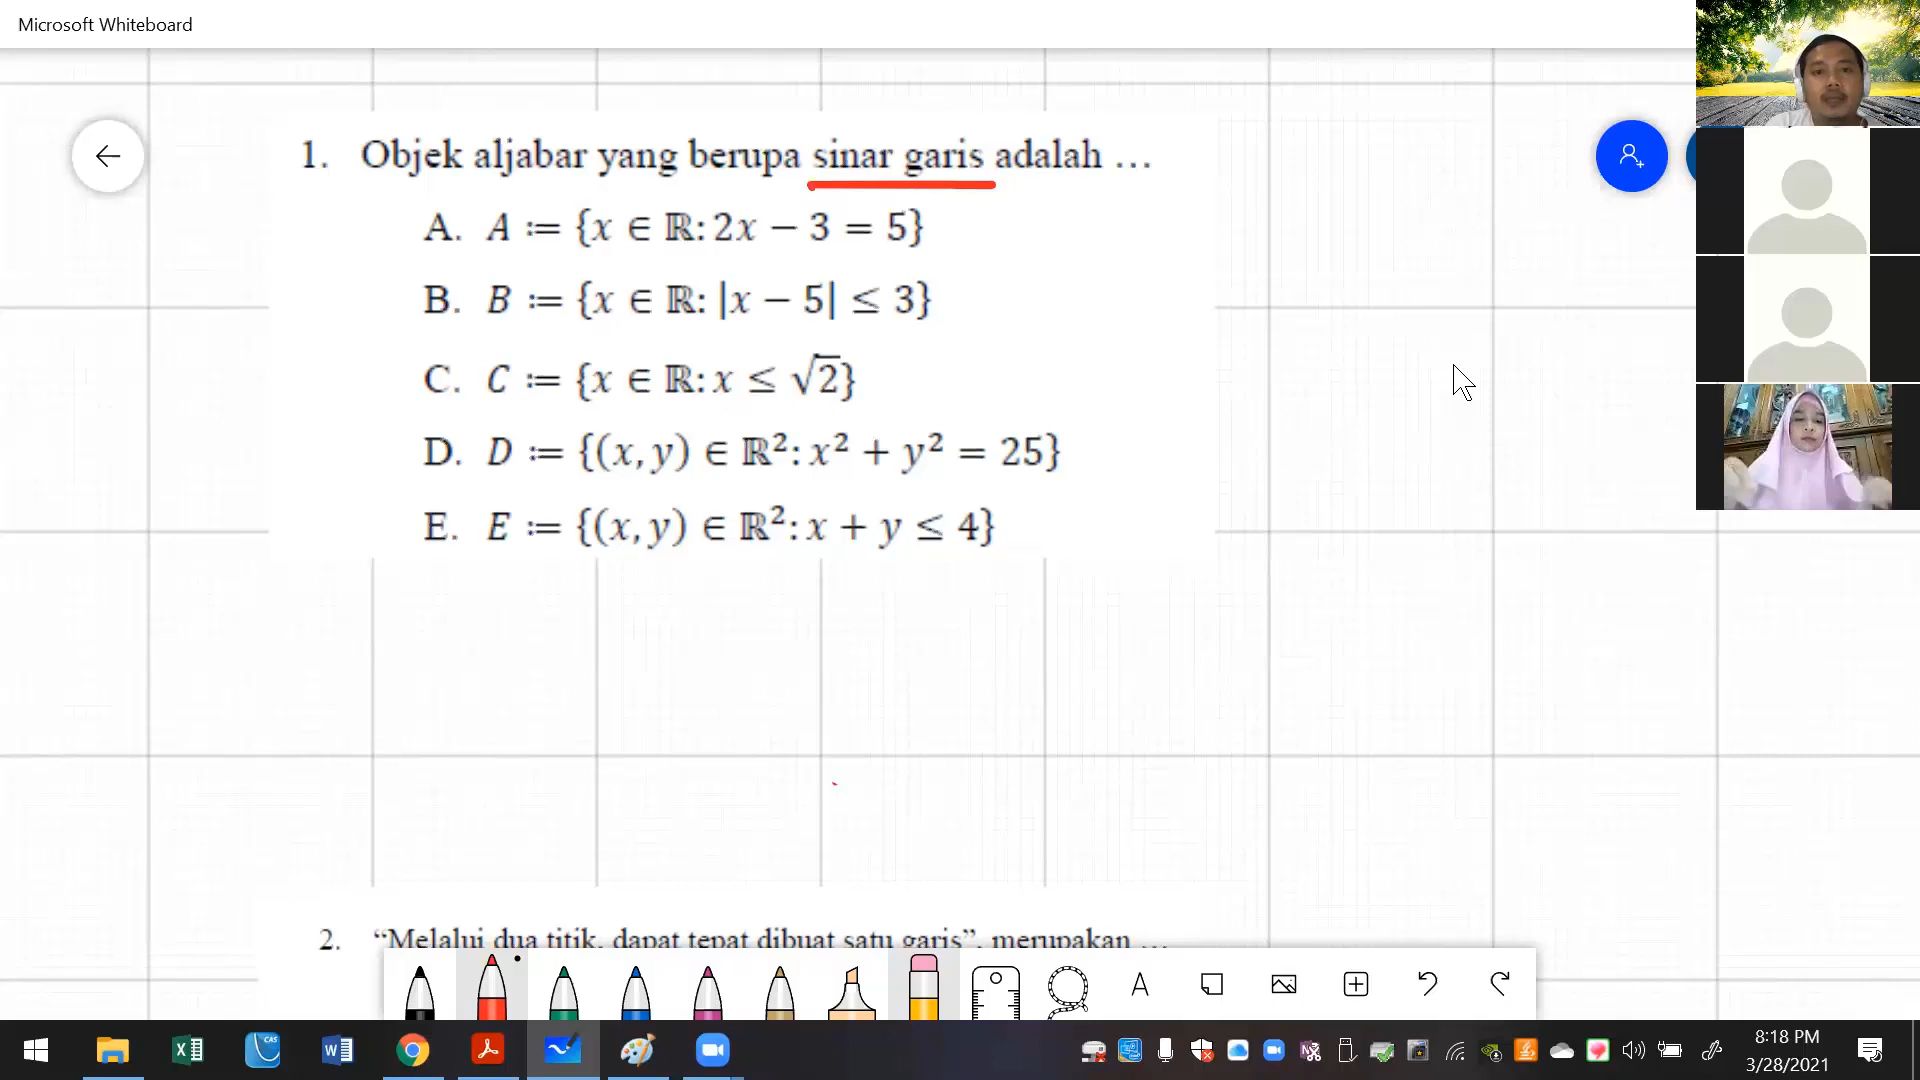 Microsoft Whiteboard
1. Objek aljabar yang berupa sinar garis adalah …
A. A ≔ {x ∈ ℝ: 2x − 3 = 5}
B. B ≔ {x ∈ ℝ: |x − 5| ≤ 3}
C. C ≔ {x ∈ ℝ: x ≤ √2}
D. D ≔ {(x, y) ∈ ℝ²: x² + y² = 25}
E. E ≔ {(x, y) ∈ ℝ²: x + y ≤ 4}
2. “Melalui dua titik, dapat tepat dibuat satu garis”, merupakan …
CAS
8:18 PM
3/28/2021